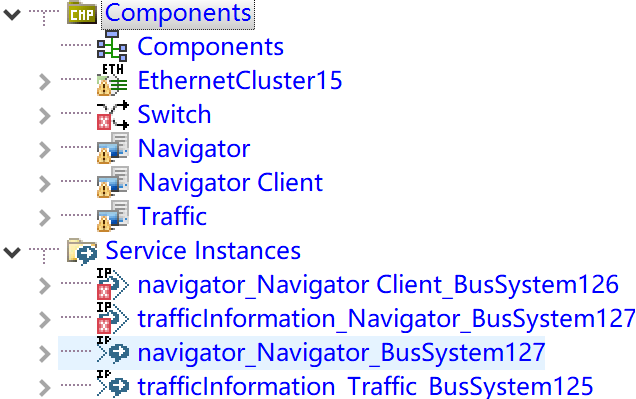 CMP Components
Components
ETH EthernetCluster15
Switch
Navigator
Navigator Client
Traffic
Service Instances
IP navigator_Navigator Client_BusSystem126
IP trafficInformation_Navigator_BusSystem127
IP navigator_Navigator_BusSystem127
IP trafficInformation_Traffic_BusSystem125